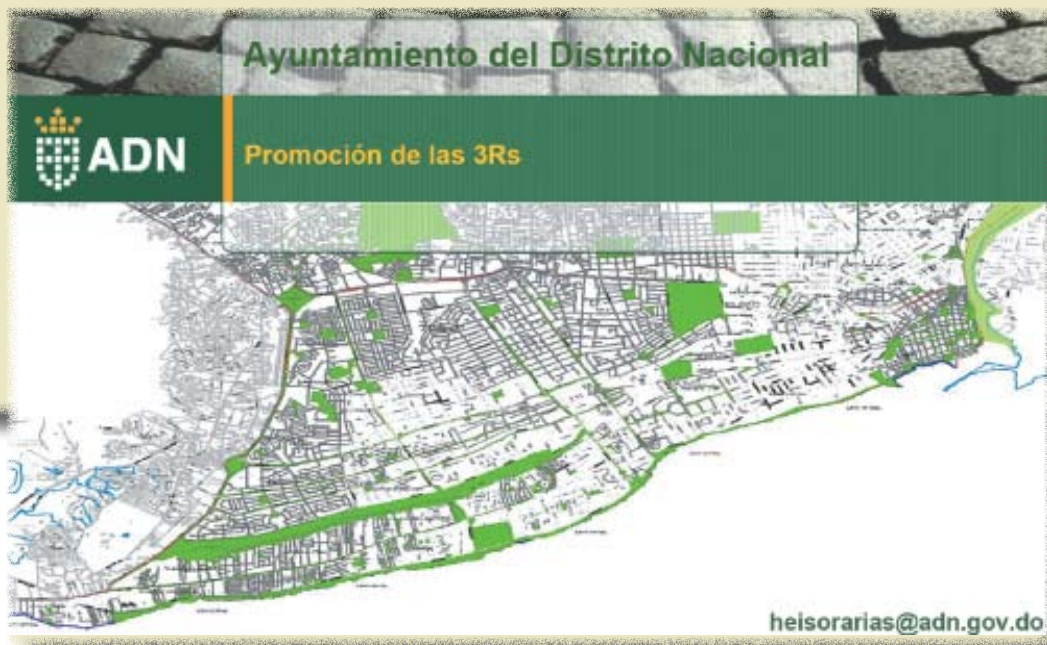 Ayuntamiento del Distrito Nacional
ADN
Promoción de las 3Rs
heisorarias@adn.gov.do